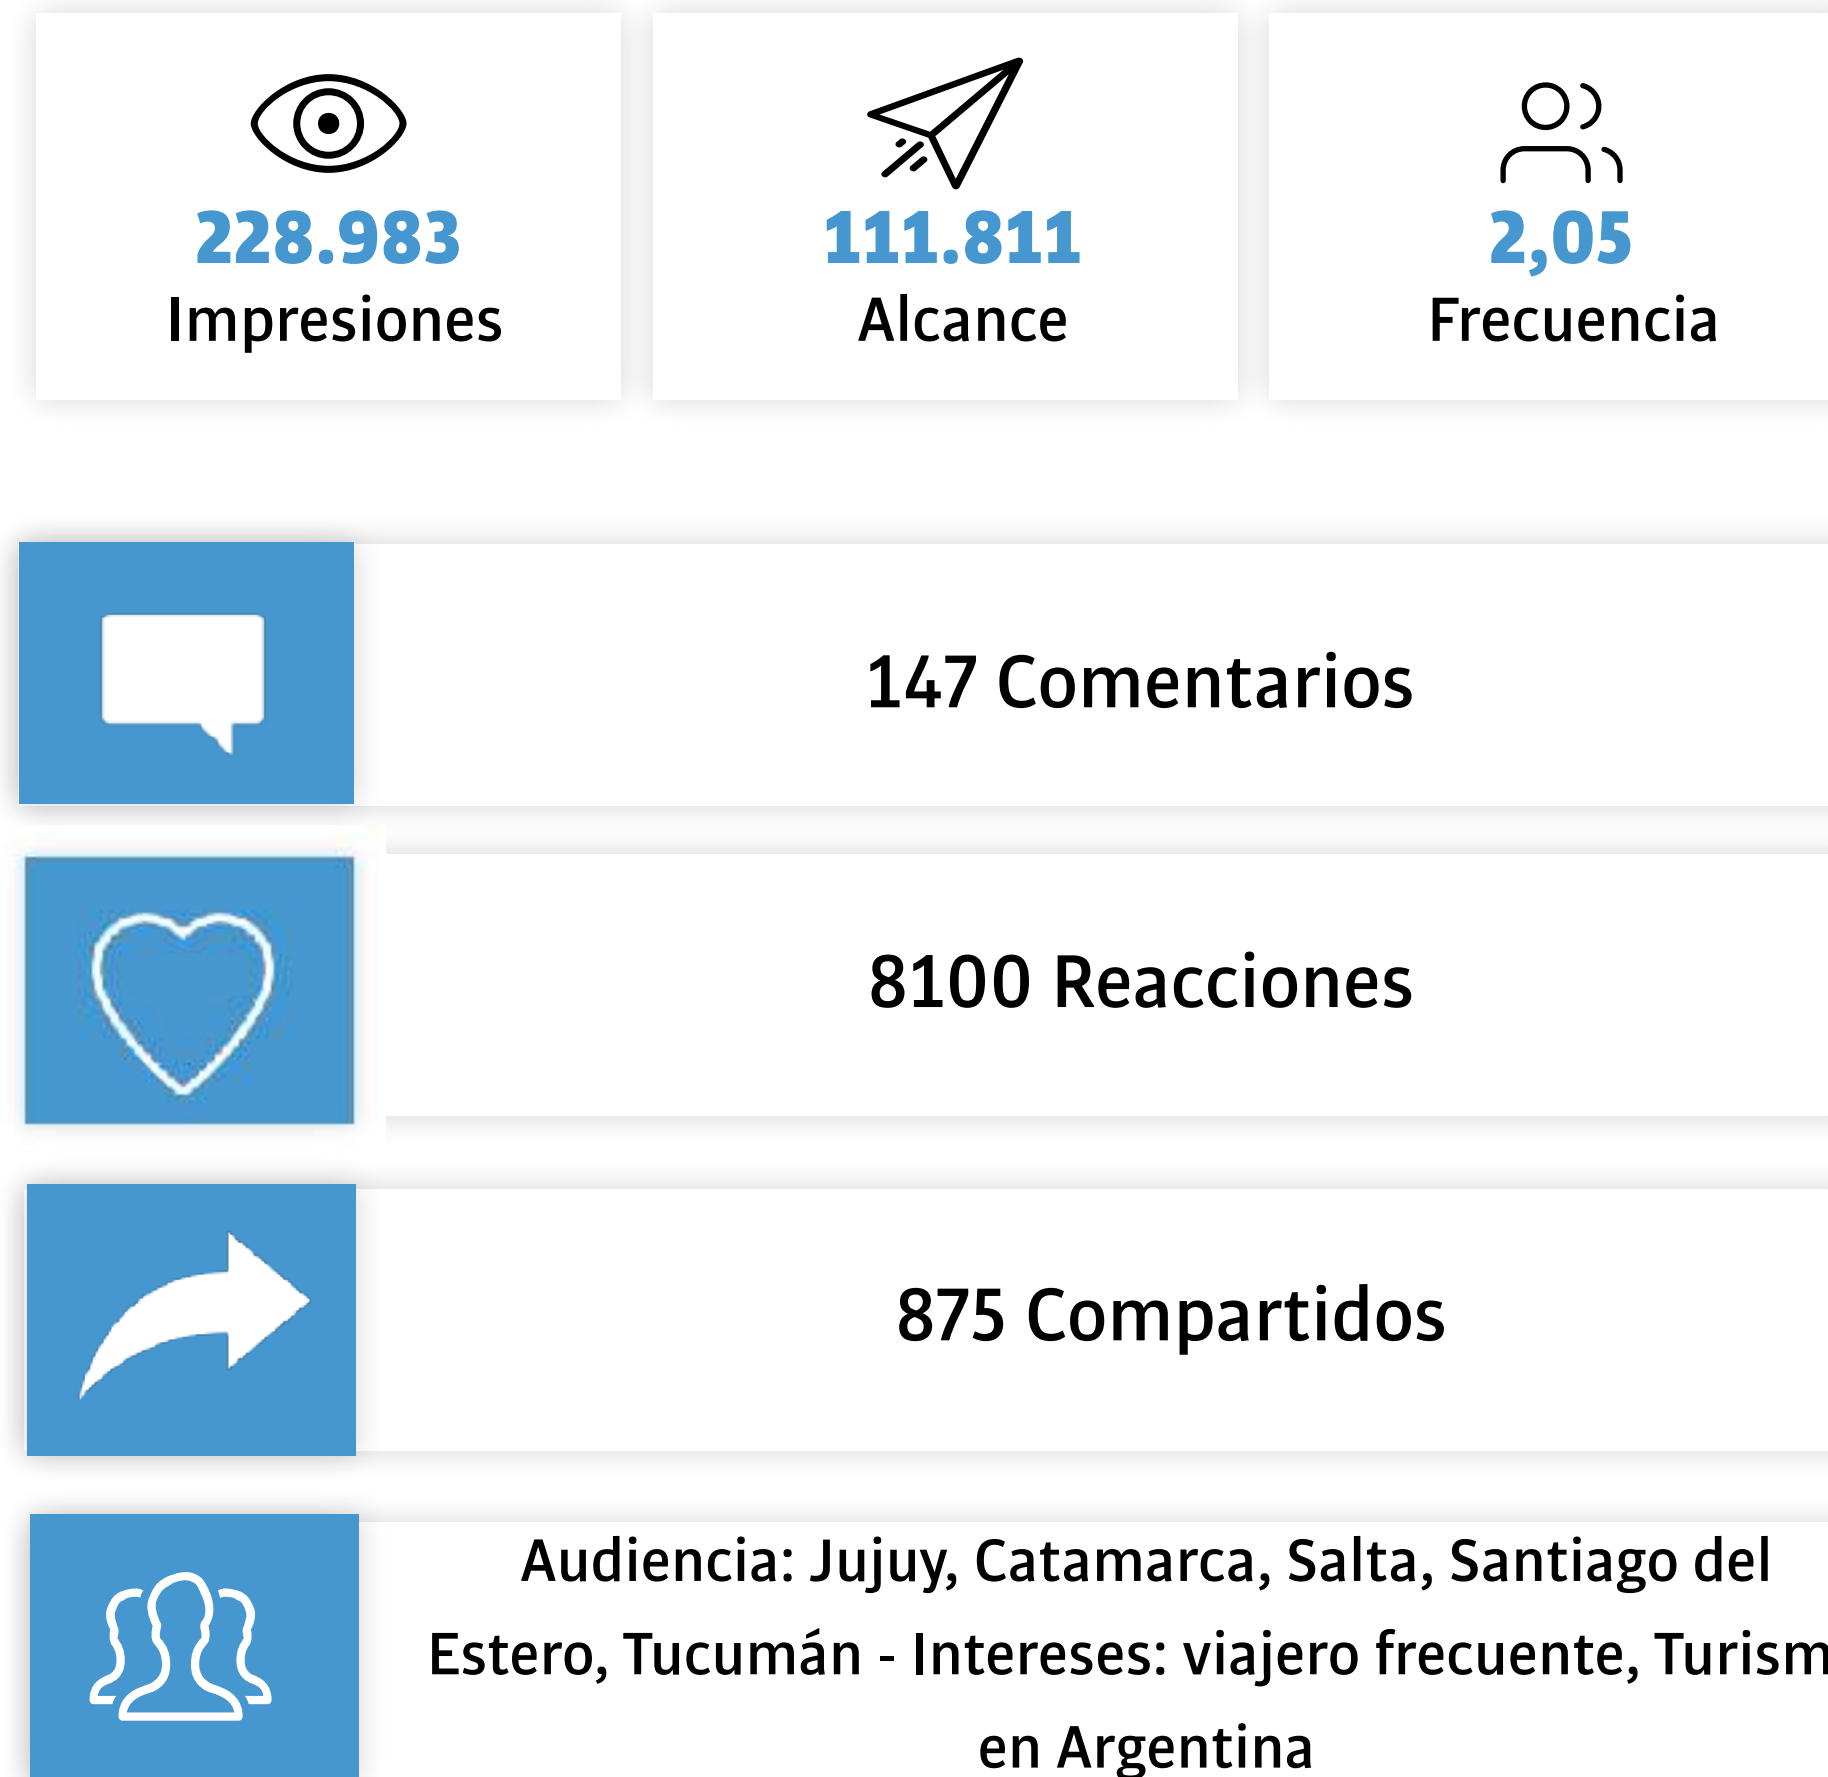 228.983
111.811
2,05
Impresiones
Alcance
Frecuencia
147 Comentarios
8100 Reacciones
875 Compartidos
Audiencia: Jujuy, Catamarca, Salta, Santiago del
Estero, Tucumán - Intereses: viajero frecuente, Turism
en Argentina